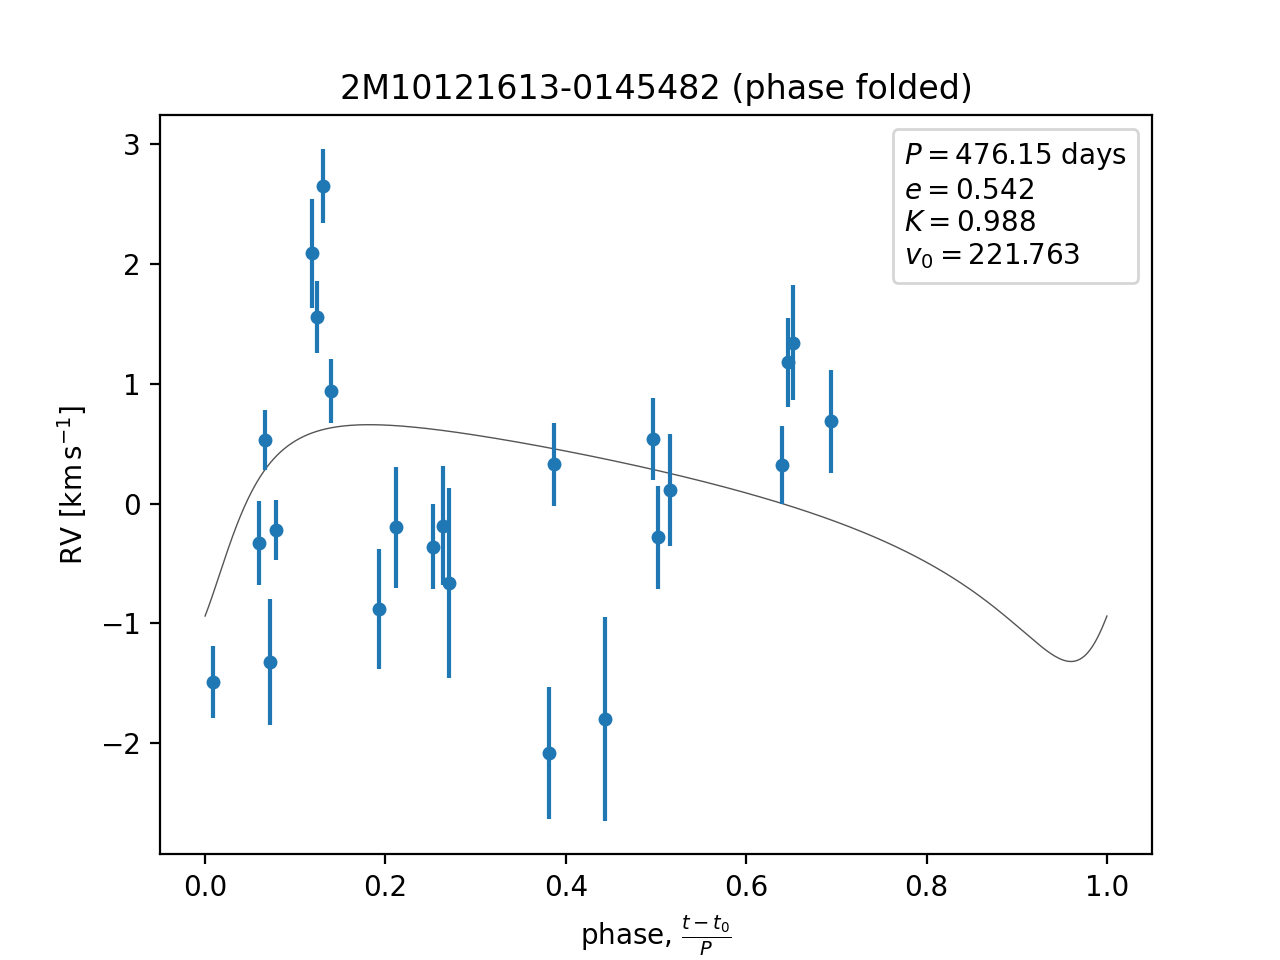 2M10121613-0145482 (phase folded)
P = 476.15 days
e = 0.542
K = 0.988
v₀ = 221.763
3
2
1
0
−1
−2
RV [km s⁻¹]
0.0 0.2 0.4 0.6 0.8 1.0
phase, (t − t₀)/P